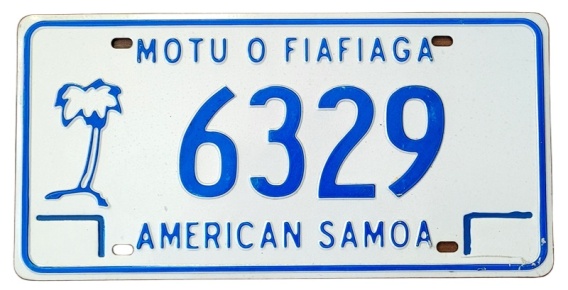 MOTU O FIAFIAGA
6329
AMERICAN SAMOA